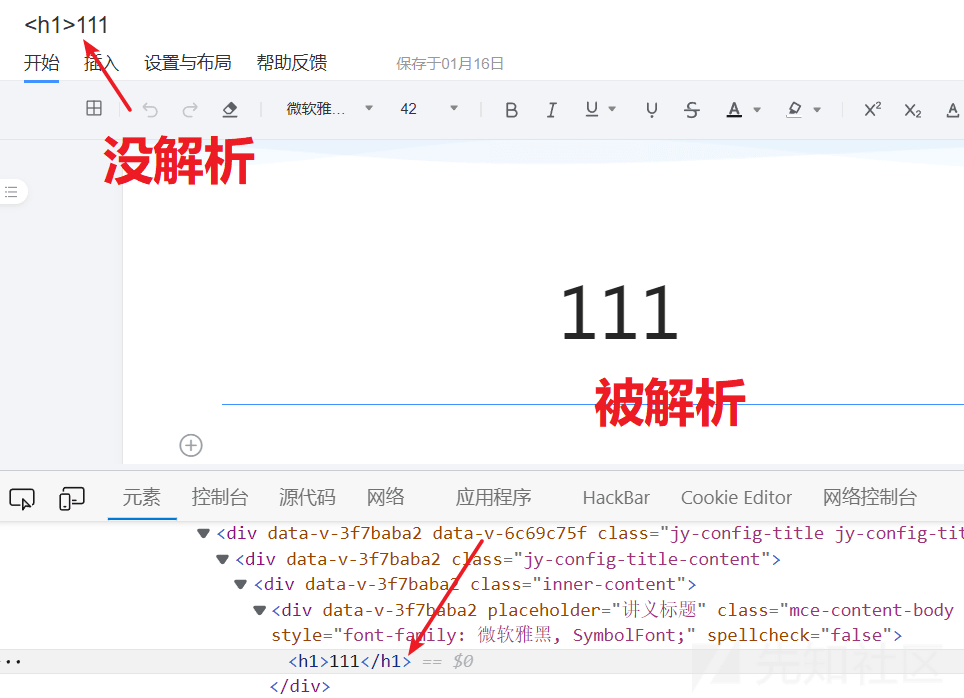 <h1>111
开始 插入 设置与布局 帮助反馈 保存于01月16日
微软雅... 42 B I U U S A X² X₂ A
没解析
111
被解析
元素 控制台 源代码 网络 应用程序 HackBar Cookie Editor 网络控制台
<div data-v-3f7baba2 data-v-6c69c75f class="jy-config-title jy-config-tit
<div data-v-3f7baba2 class="jy-config-title-content">
<div data-v-3f7baba2 class="inner-content">
<div data-v-3f7baba2 placeholder="讲义标题" class="mce-content-body
style="font-family: 微软雅黑, SymbolFont;" spellcheck="false">
... <h1>111</h1> == $0
</div>
先知社区